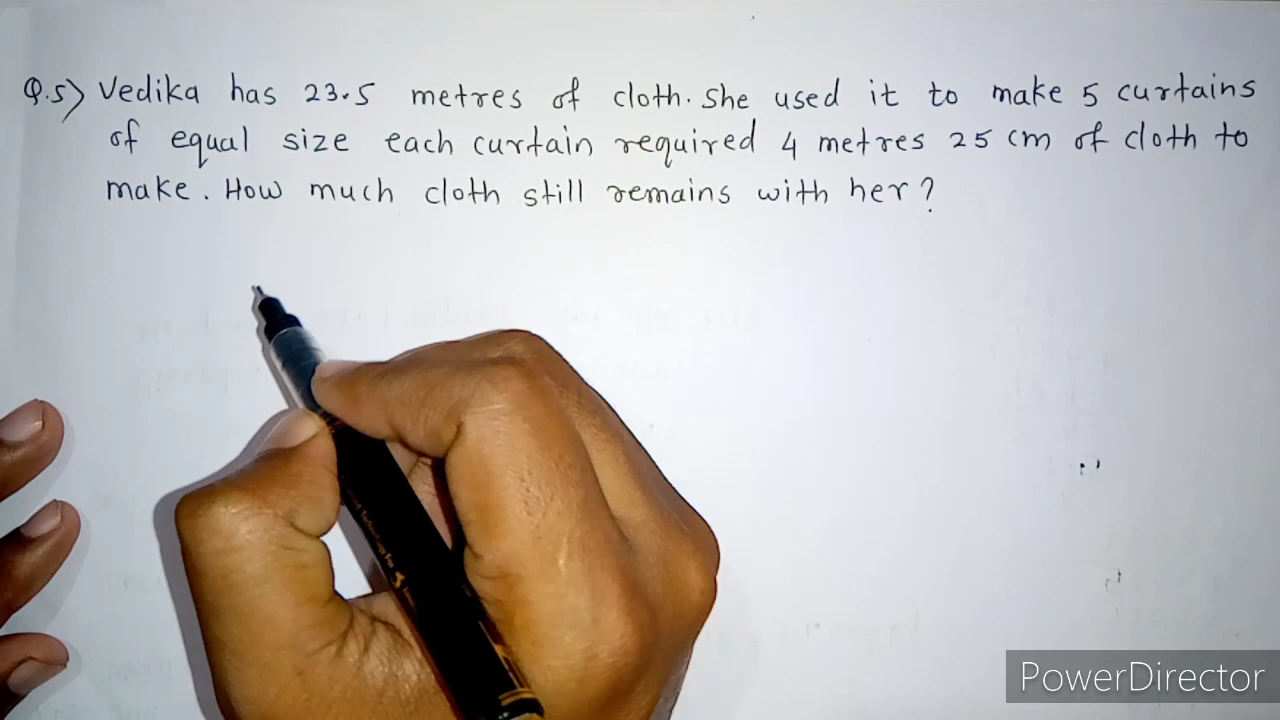 Q.5) Vedika has 23.5 metres of cloth. She used it to make 5 curtains
of equal size each curtain required 4 metres 25 cm of cloth to
make. How much cloth still remains with her?
PowerDirector